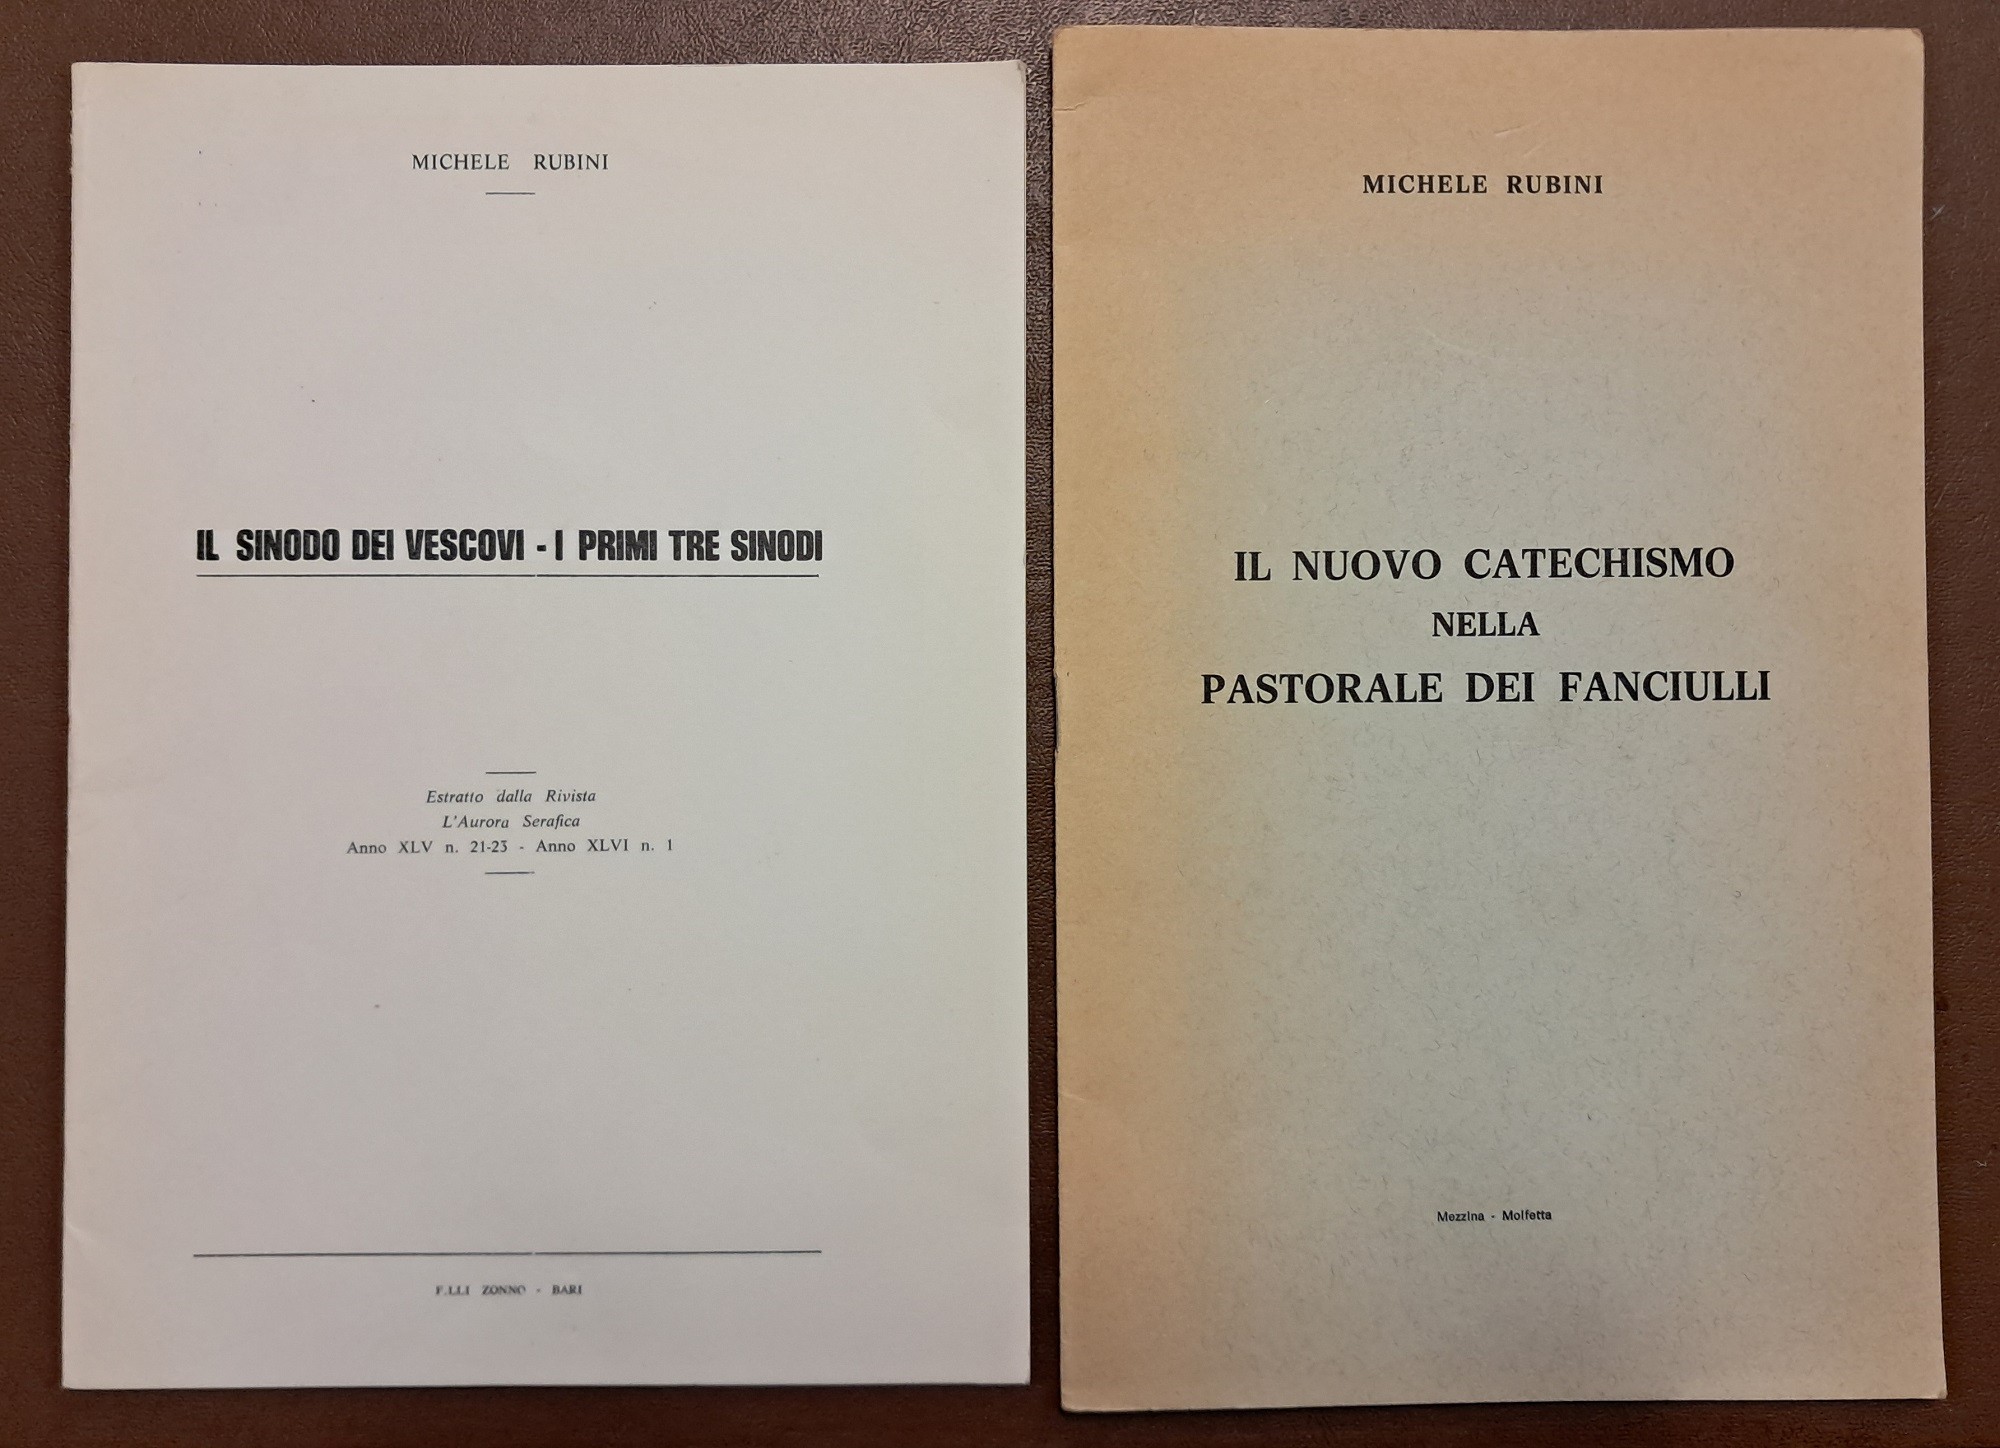 MICHELE RUBINI
IL SINODO DEI VESCOVI - I PRIMI TRE SINODI
Estratto dalla Rivista
L'Aurora Serafica
Anno XLV n. 21-23 - Anno XLVI n. 1
F.LLI ZONNO - BARI
MICHELE RUBINI
IL NUOVO CATECHISMO
NELLA
PASTORALE DEI FANCIULLI
Mezzina - Molfetta